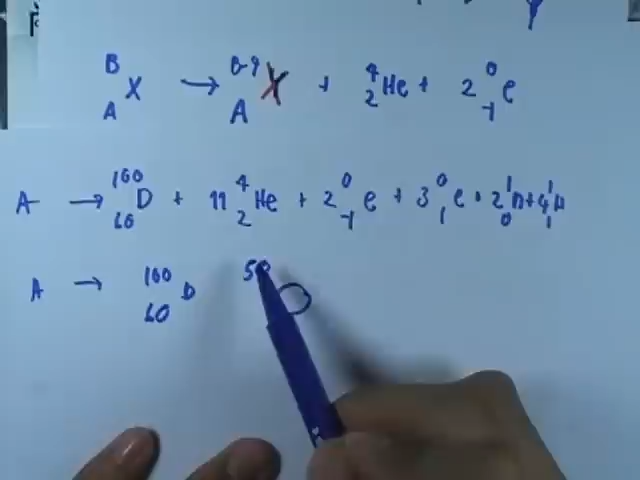 B A X → B-4 A X + 4 2 He + 2 0 -1 e
A → 160 60 D + 11 4 2 He + 2 0 -1 e + 3 0 1 e + 2 1 0 n + 4 1 1 H
A → 160 60 D 50